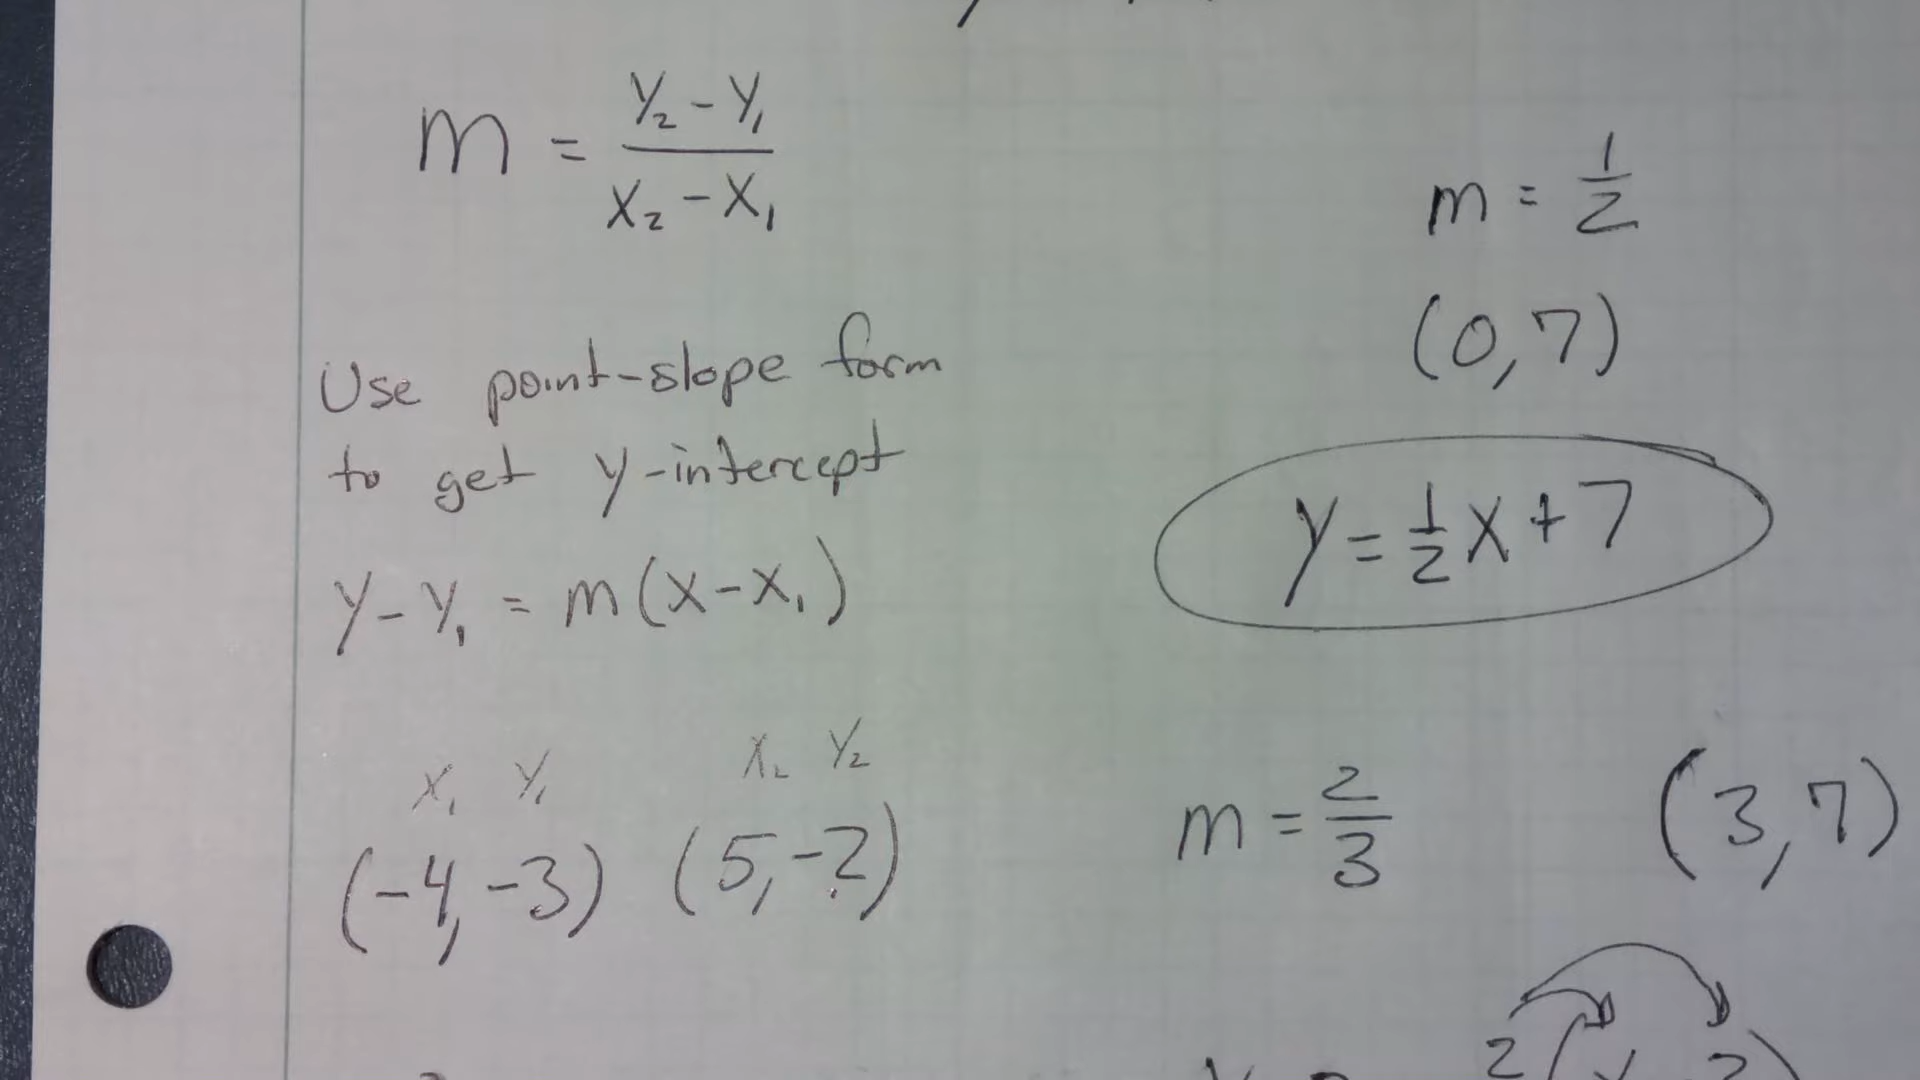 m = (y₂ - y₁)/(x₂ - x₁)
Use point-slope form
to get y-intercept
y - y₁ = m(x - x₁)
x₁ y₁ x₂ y₂
(-4, -3) (5, -2)
m = 1/2
(0, 7)
y = 1/2 x + 7
m = 2/3 (3, 7)